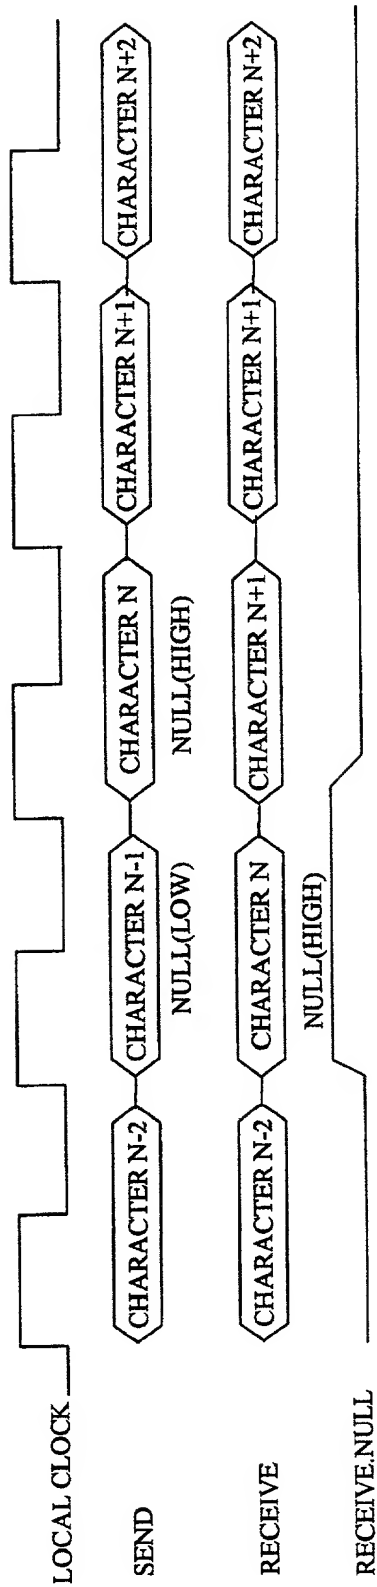 LOCAL CLOCK
SEND
CHARACTER N-2
CHARACTER N-1
CHARACTER N
CHARACTER N+1
CHARACTER N+2
NULL(LOW)
NULL(HIGH)
RECEIVE
CHARACTER N-2
CHARACTER N
CHARACTER N+1
CHARACTER N+1
CHARACTER N+2
NULL(HIGH)
RECEIVE.NULL